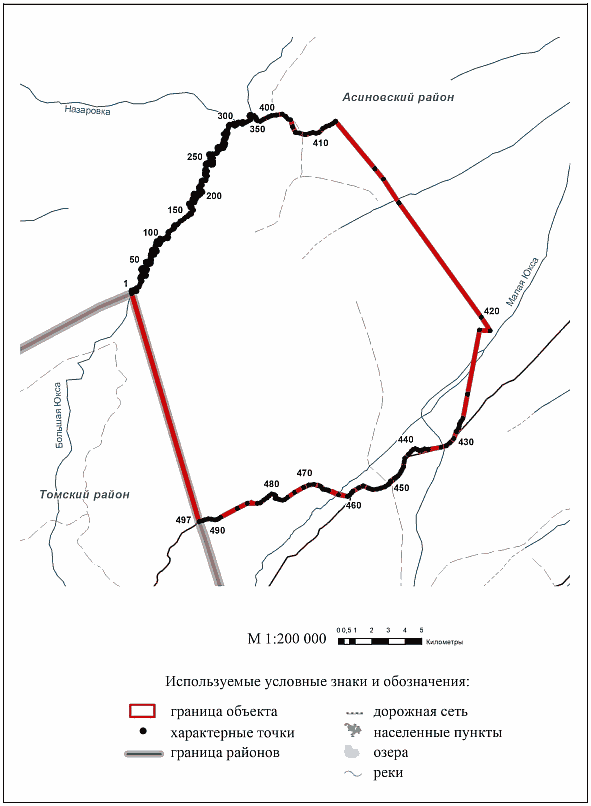 Назаровка
300
400
Асиновский район
350
410
250
200
150
100
50
1
Малая Юкса
420
Большая Юкса
440
430
470
480
450
460
Томский район
497
490
М 1:200 000
0 0,5 1 2 3 4 5
Километры
Используемые условные знаки и обозначения:
граница объекта
дорожная сеть
характерные точки
населенные пункты
граница районов
озера
реки